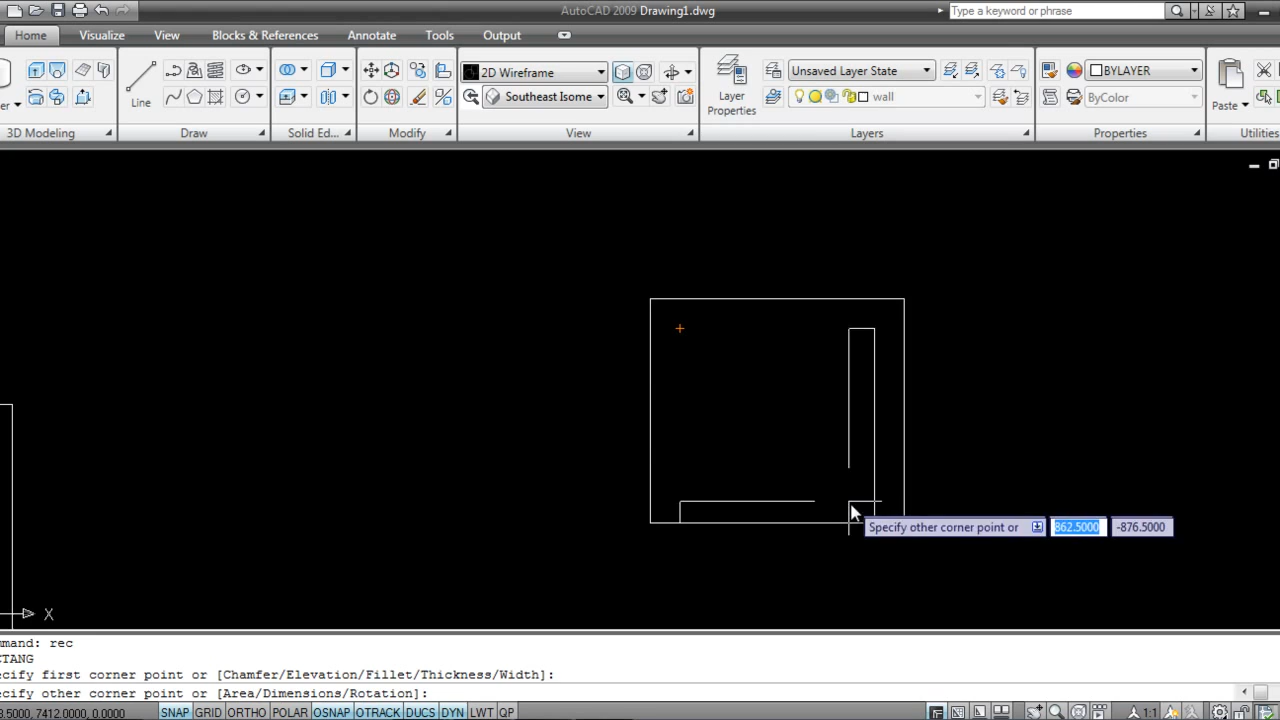 AutoCAD 2009 Drawing1.dwg
Type a keyword or phrase
Home Visualize View Blocks & References Annotate Tools Output
2D Wireframe
Unsaved Layer State
BYLAYER
Line
Southeast Isome
Layer
Properties
wall
ByColor
Paste
3D Modeling Draw Solid Ed... Modify View Layers Properties Utilities
Specify other corner point or 862.5000 -876.5000
X
mmand: rec
CTANG
ecify first corner point or [Chamfer/Elevation/Fillet/Thickness/Width]:
ecify other corner point or [Area/Dimensions/Rotation]:
8.5000, 7412.0000, 0.0000 SNAP GRID ORTHO POLAR OSNAP OTRACK DUCS DYN LWT QP 1:1